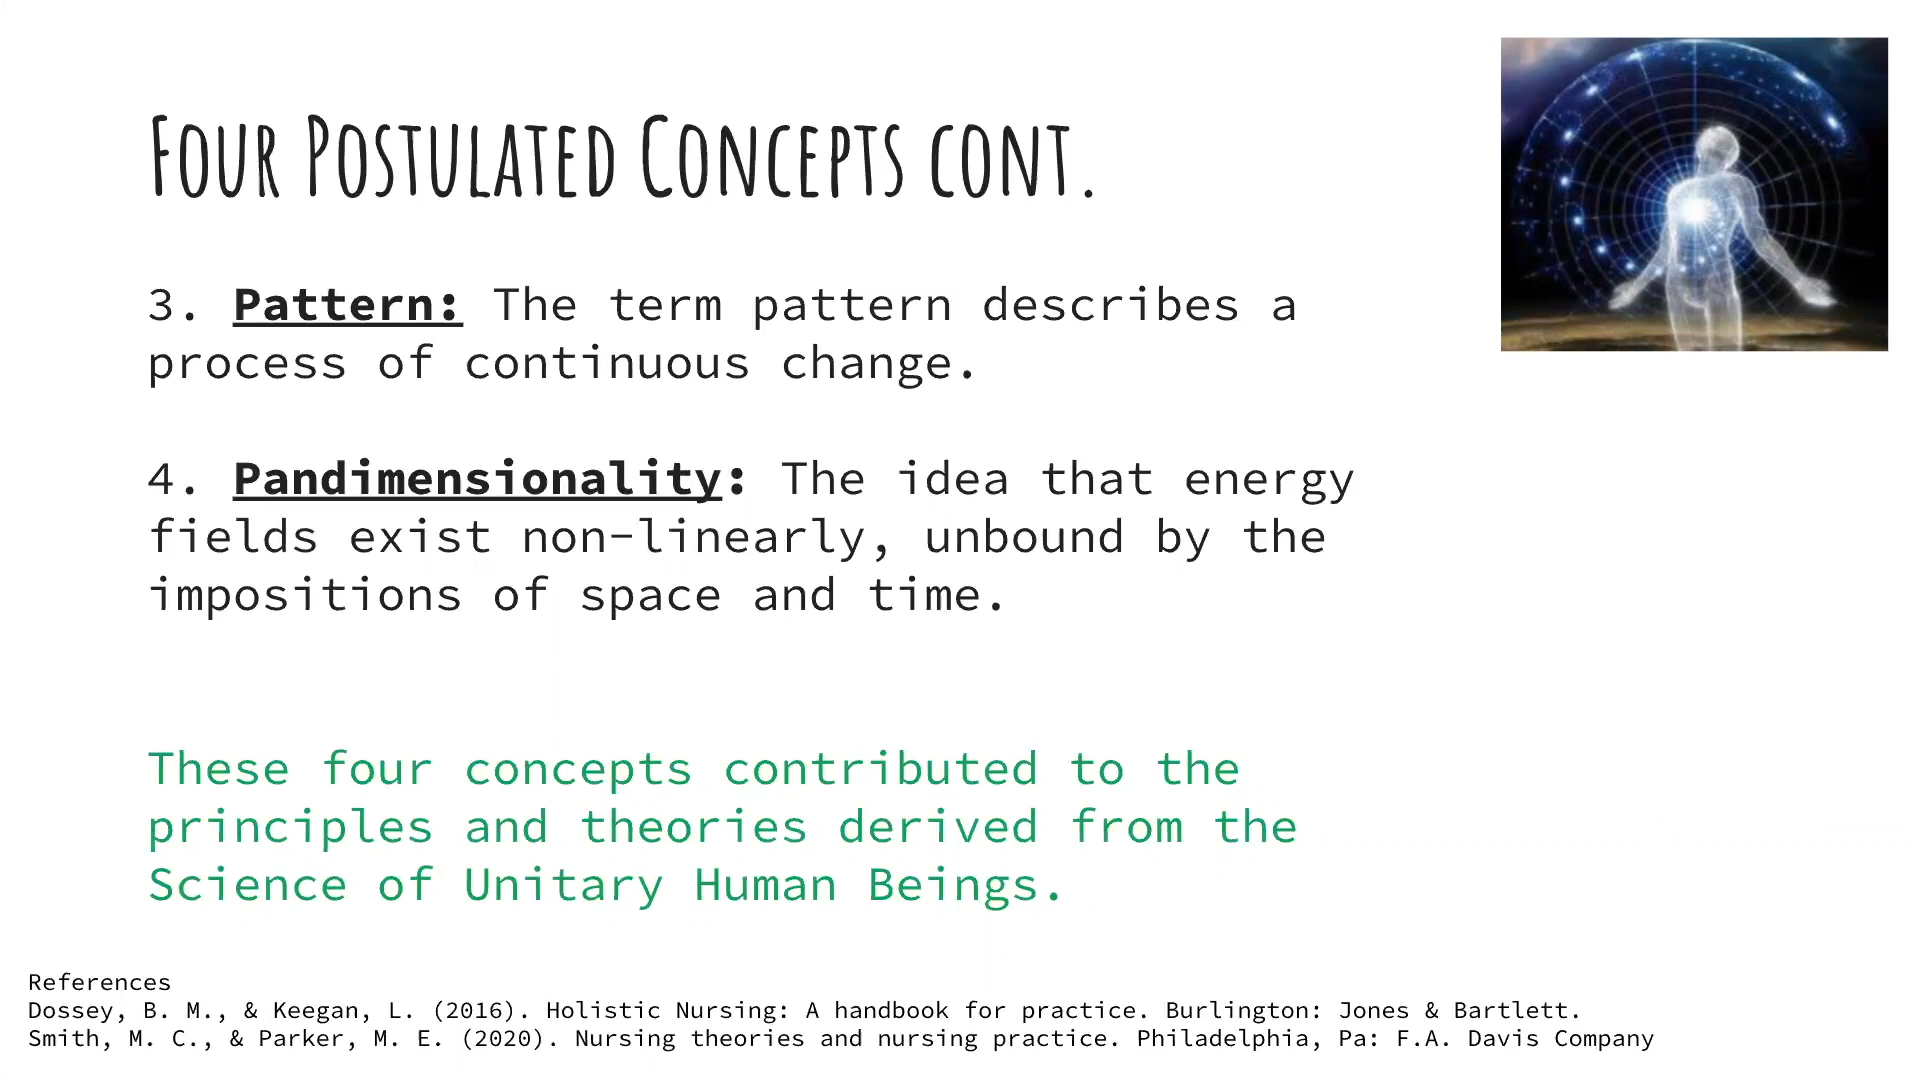 Four Postulated Concepts cont.
3. Pattern: The term pattern describes a
process of continuous change.
4. Pandimensionality: The idea that energy
fields exist non-linearly, unbound by the
impositions of space and time.
These four concepts contributed to the
principles and theories derived from the
Science of Unitary Human Beings.
References
Dossey, B. M., & Keegan, L. (2016). Holistic Nursing: A handbook for practice. Burlington: Jones & Bartlett.
Smith, M. C., & Parker, M. E. (2020). Nursing theories and nursing practice. Philadelphia, Pa: F.A. Davis Company